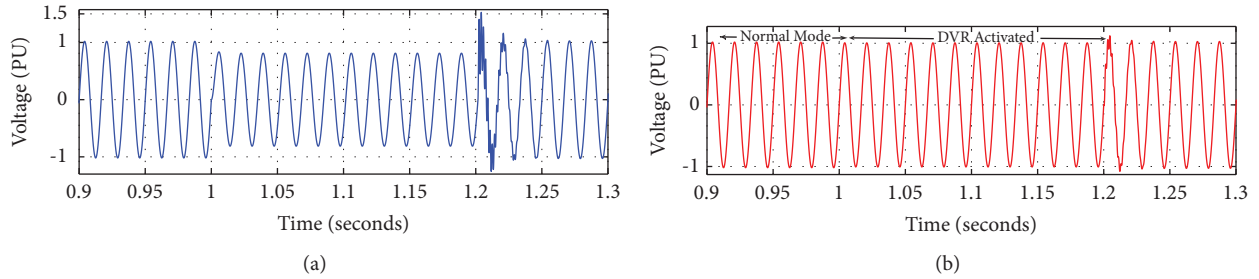 Voltage (PU)
1.5
1
0
-1
0.9 0.95 1 1.05 1.1 1.15 1.2 1.25 1.3
Time (seconds)
(a)
Voltage (PU)
Normal Mode
DVR Activated
1
0
-1
0.9 0.95 1 1.05 1.1 1.15 1.2 1.25 1.3
Time (seconds)
(b)